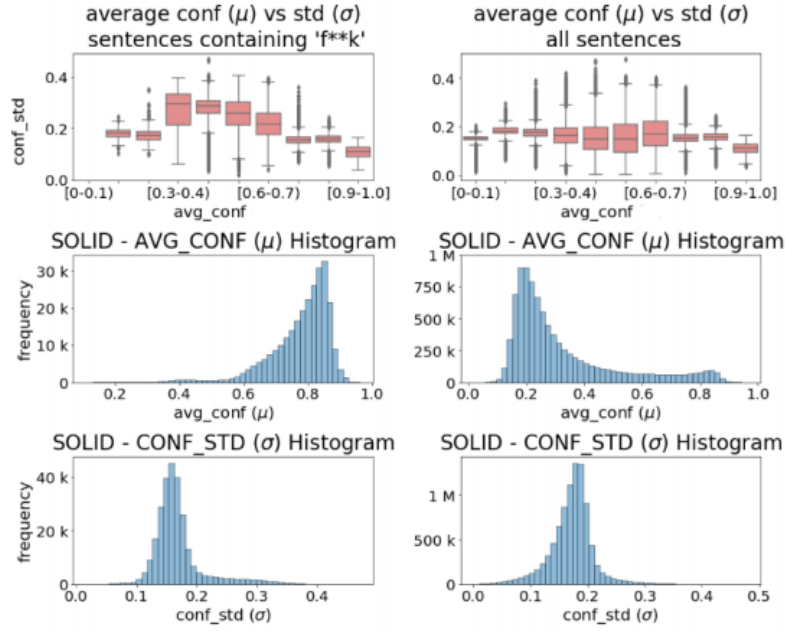 average conf (μ) vs std (σ)
sentences containing 'f**k'
conf_std
0.4
0.2
0.0
[0-0.1)
[0.3-0.4)
[0.6-0.7)
[0.9-1.0]
avg_conf
average conf (μ) vs std (σ)
all sentences
0.4
0.2
0.0
[0-0.1)
[0.3-0.4)
[0.6-0.7)
[0.9-1.0]
avg_conf
SOLID - AVG_CONF (μ) Histogram
frequency
30 k
20 k
10 k
0
0.2
0.4
0.6
0.8
1.0
avg_conf (μ)
SOLID - AVG_CONF (μ) Histogram
1 M
750 k
500 k
250 k
0
0.0
0.2
0.4
0.6
0.8
1.0
avg_conf (μ)
SOLID - CONF_STD (σ) Histogram
frequency
40 k
20 k
0
0.0
0.1
0.2
0.3
0.4
conf_std (σ)
SOLID - CONF_STD (σ) Histogram
1 M
500 k
0
0.0
0.1
0.2
0.3
0.4
0.5
conf_std (σ)